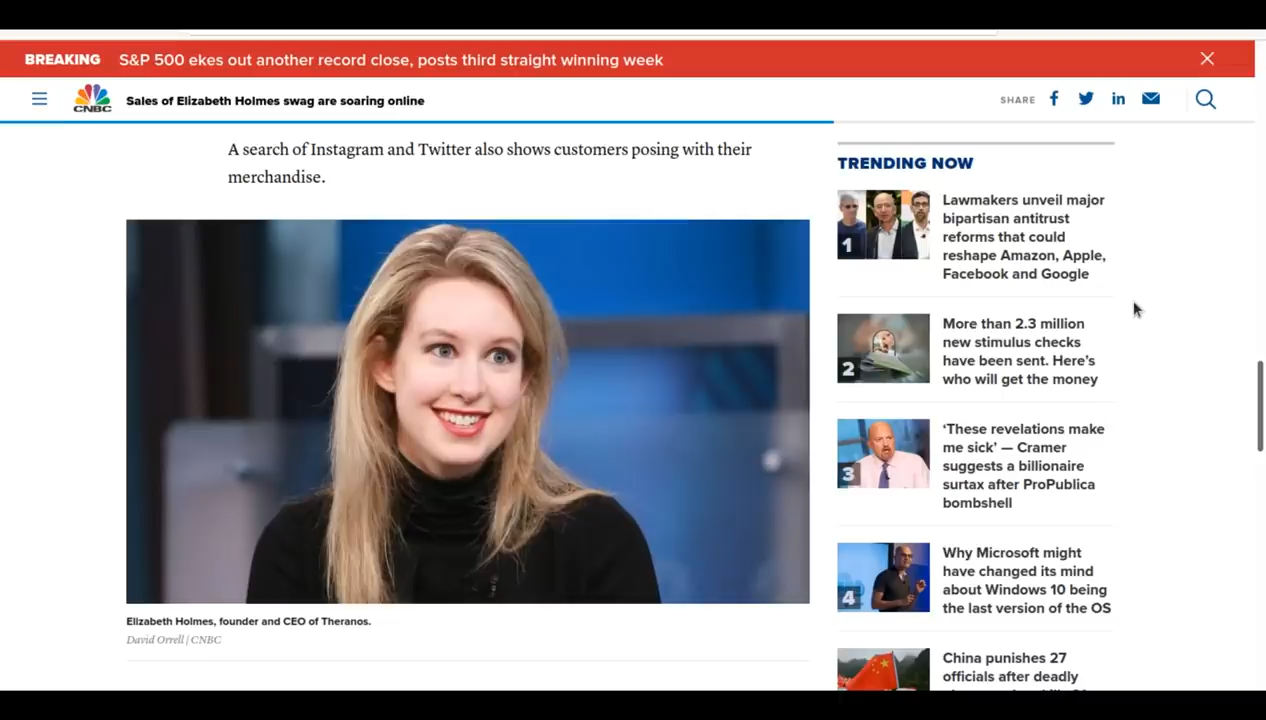 BREAKING S&P 500 ekes out another record close, posts third straight winning week
CNBC
Sales of Elizabeth Holmes swag are soaring online
SHARE
A search of Instagram and Twitter also shows customers posing with their
merchandise.
Elizabeth Holmes, founder and CEO of Theranos.
David Orrell | CNBC
TRENDING NOW
1
Lawmakers unveil major
bipartisan antitrust
reforms that could
reshape Amazon, Apple,
Facebook and Google
2
More than 2.3 million
new stimulus checks
have been sent. Here’s
who will get the money
3
‘These revelations make
me sick’ — Cramer
suggests a billionaire
surtax after ProPublica
bombshell
4
Why Microsoft might
have changed its mind
about Windows 10 being
the last version of the OS
China punishes 27
officials after deadly